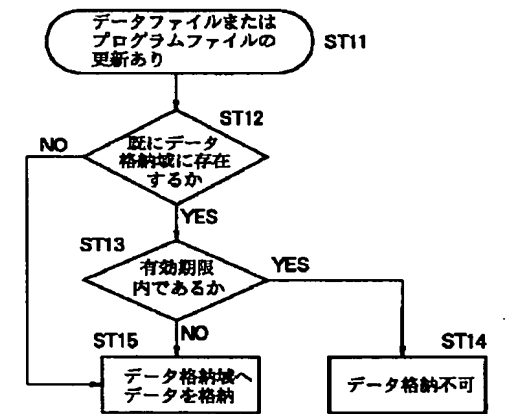 データファイルまたは
プログラムファイルの
更新あり
ST11
ST12
既にデータ
格納域に存在
するか
NO
YES
ST13
有効期限
内であるか
YES
NO
ST15
データ格納域へ
データを格納
ST14
データ格納不可